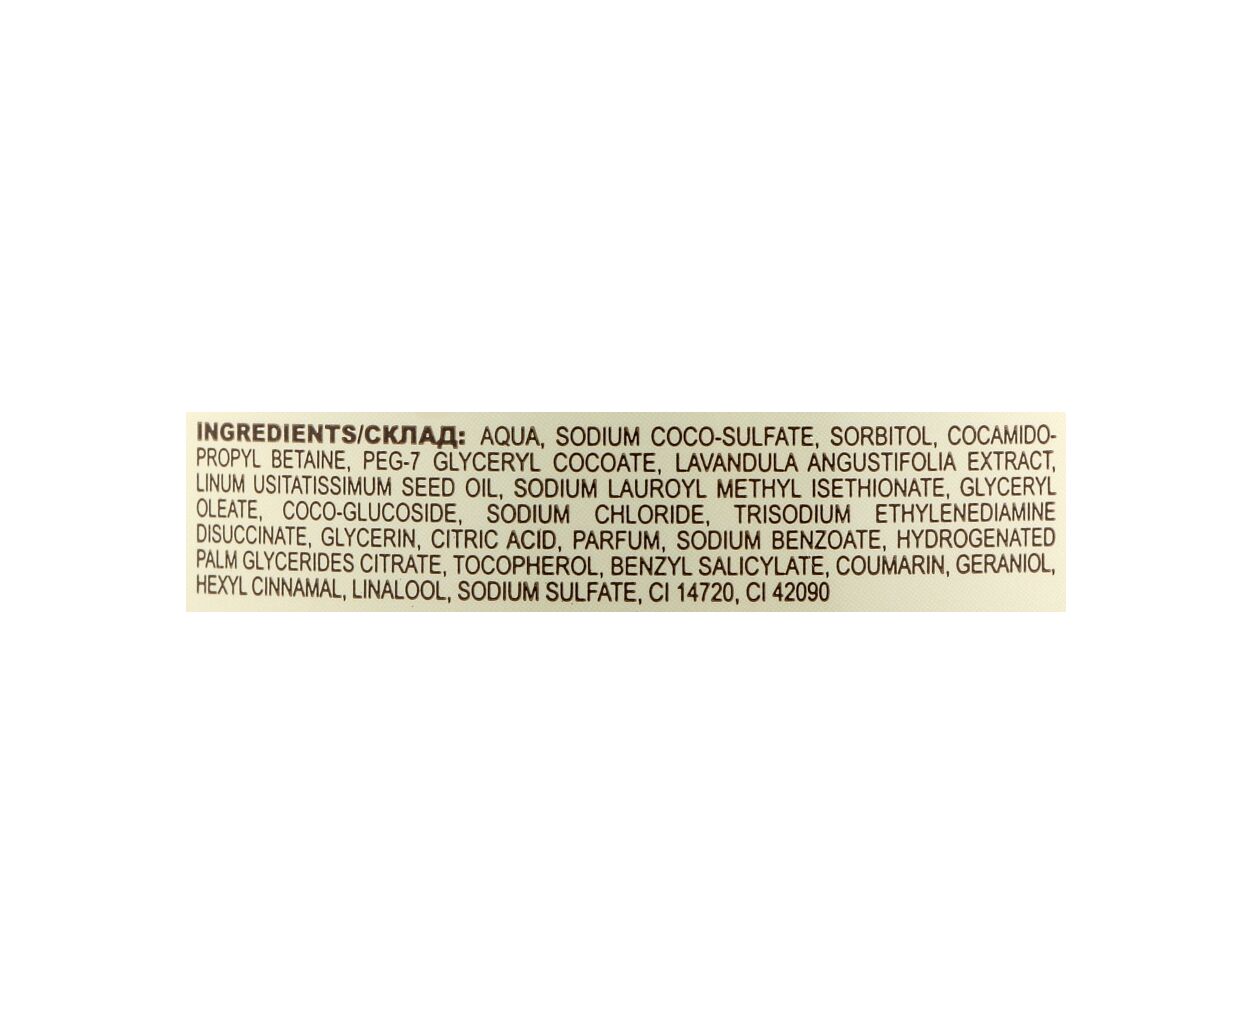 INGREDIENTS/СКЛАД: AQUA, SODIUM COCO-SULFATE, SORBITOL, COCAMIDO-
PROPYL BETAINE, PEG-7 GLYCERYL COCOATE, LAVANDULA ANGUSTIFOLIA EXTRACT,
LINUM USITATISSIMUM SEED OIL, SODIUM LAUROYL METHYL ISETHIONATE, GLYCERYL
OLEATE, COCO-GLUCOSIDE, SODIUM CHLORIDE, TRISODIUM ETHYLENEDIAMINE
DISUCCINATE, GLYCERIN, CITRIC ACID, PARFUM, SODIUM BENZOATE, HYDROGENATED
PALM GLYCERIDES CITRATE, TOCOPHEROL, BENZYL SALICYLATE, COUMARIN, GERANIOL,
HEXYL CINNAMAL, LINALOOL, SODIUM SULFATE, CI 14720, CI 42090